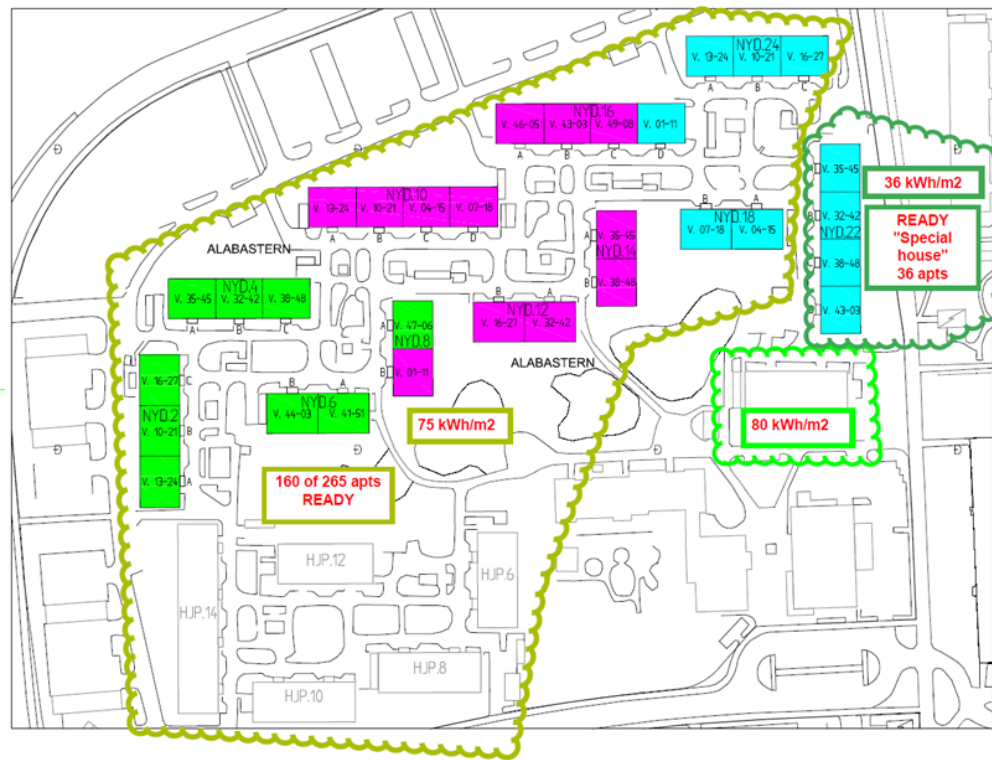 NYD.24
V. 13-24 V. 10-21 V. 16-27
A B C
NYD.16
V. 46-05 V. 43-03 V. 49-08 V. 01-11
A B C D
NYD.10
V. 19-24 V. 10-21 V. 04-15 V. 07-18
A B C D
ALABASTERN
NYD.4
V. 35-45 V. 32-42 V. 38-48
A B C
V. 35-45
A
NYD.14
B
V. 38-48
B A
NYD.18
V. 07-18 V. 04-15
V. 35-45
B
V. 32-42
NYD.22
B
V. 38-48
B
V. 43-03
36 kWh/m2
READY
"Special
house"
36 apts
A
V. 47-06
NYD.8
B
V. 01-11
B A
NYD.12
V. 16-27 V. 32-42
ALABASTERN
V. 16-27
C
NYD.2
V. 10-21
B
V. 13-24
A
B A
NYD.6
V. 44-03 V. 41-51
75 kWh/m2
80 kWh/m2
160 of 265 apts
READY
HJP.12
HJP.6
HJP.14
HJP.8
HJP.10